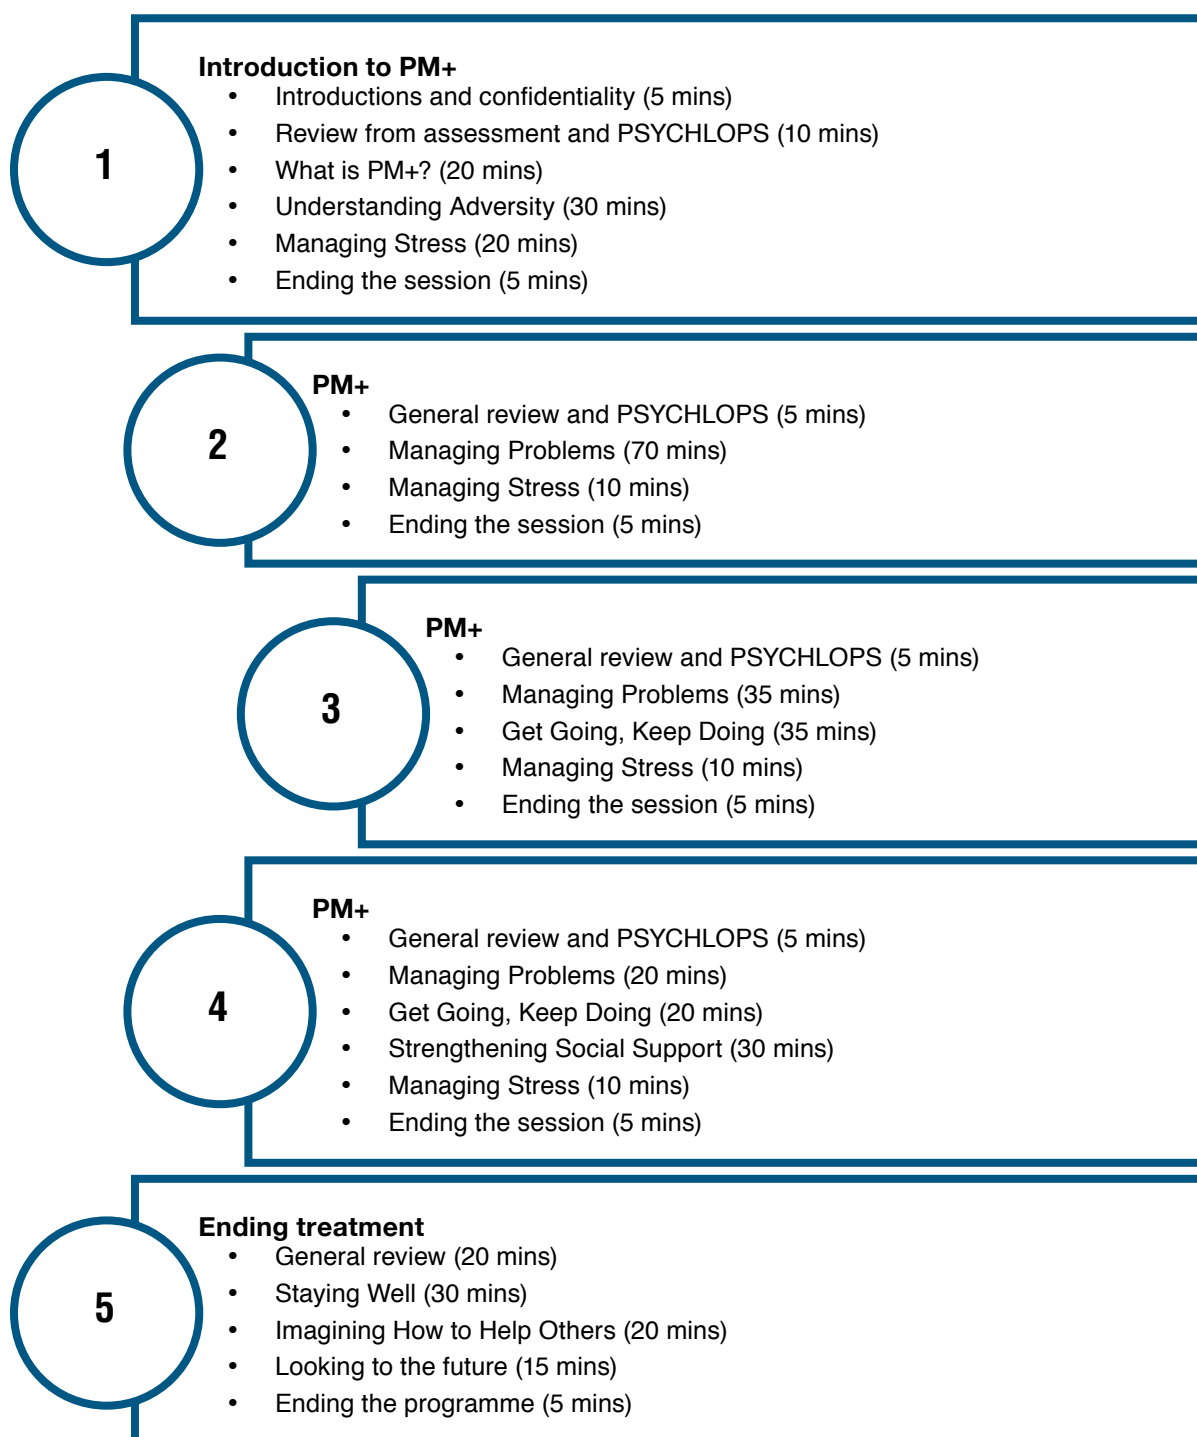 1
Introduction to PM+
• Introductions and confidentiality (5 mins)
• Review from assessment and PSYCHLOPS (10 mins)
• What is PM+? (20 mins)
• Understanding Adversity (30 mins)
• Managing Stress (20 mins)
• Ending the session (5 mins)
2
PM+
• General review and PSYCHLOPS (5 mins)
• Managing Problems (70 mins)
• Managing Stress (10 mins)
• Ending the session (5 mins)
3
PM+
• General review and PSYCHLOPS (5 mins)
• Managing Problems (35 mins)
• Get Going, Keep Doing (35 mins)
• Managing Stress (10 mins)
• Ending the session (5 mins)
4
PM+
• General review and PSYCHLOPS (5 mins)
• Managing Problems (20 mins)
• Get Going, Keep Doing (20 mins)
• Strengthening Social Support (30 mins)
• Managing Stress (10 mins)
• Ending the session (5 mins)
5
Ending treatment
• General review (20 mins)
• Staying Well (30 mins)
• Imagining How to Help Others (20 mins)
• Looking to the future (15 mins)
• Ending the programme (5 mins)